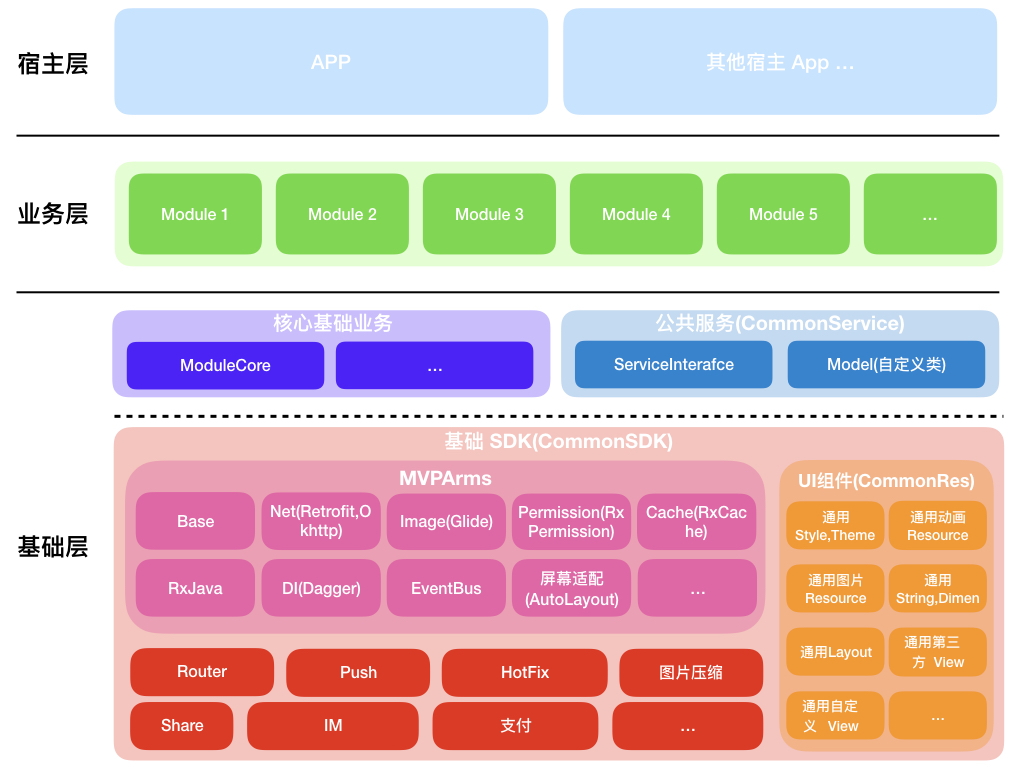 宿主层
APP
其他宿主 App ...
业务层
Module 1
Module 2
Module 3
Module 4
Module 5
...
核心基础业务
ModuleCore
...
公共服务(CommonService)
ServiceInterafce
Model(自定义类)
基础层
基础 SDK(CommonSDK)
MVPArms
Base
Net(Retrofit,O
khttp)
Image(Glide)
Permission(Rx
Permission)
Cache(RxCac
he)
RxJava
DI(Dagger)
EventBus
屏幕适配
(AutoLayout)
...
Router
Push
HotFix
图片压缩
Share
IM
支付
...
UI组件(CommonRes)
通用
Style,Theme
通用动画
Resource
通用图片
Resource
通用
String,Dimen
通用Layout
通用第三
方 View
通用自定
义 View
...